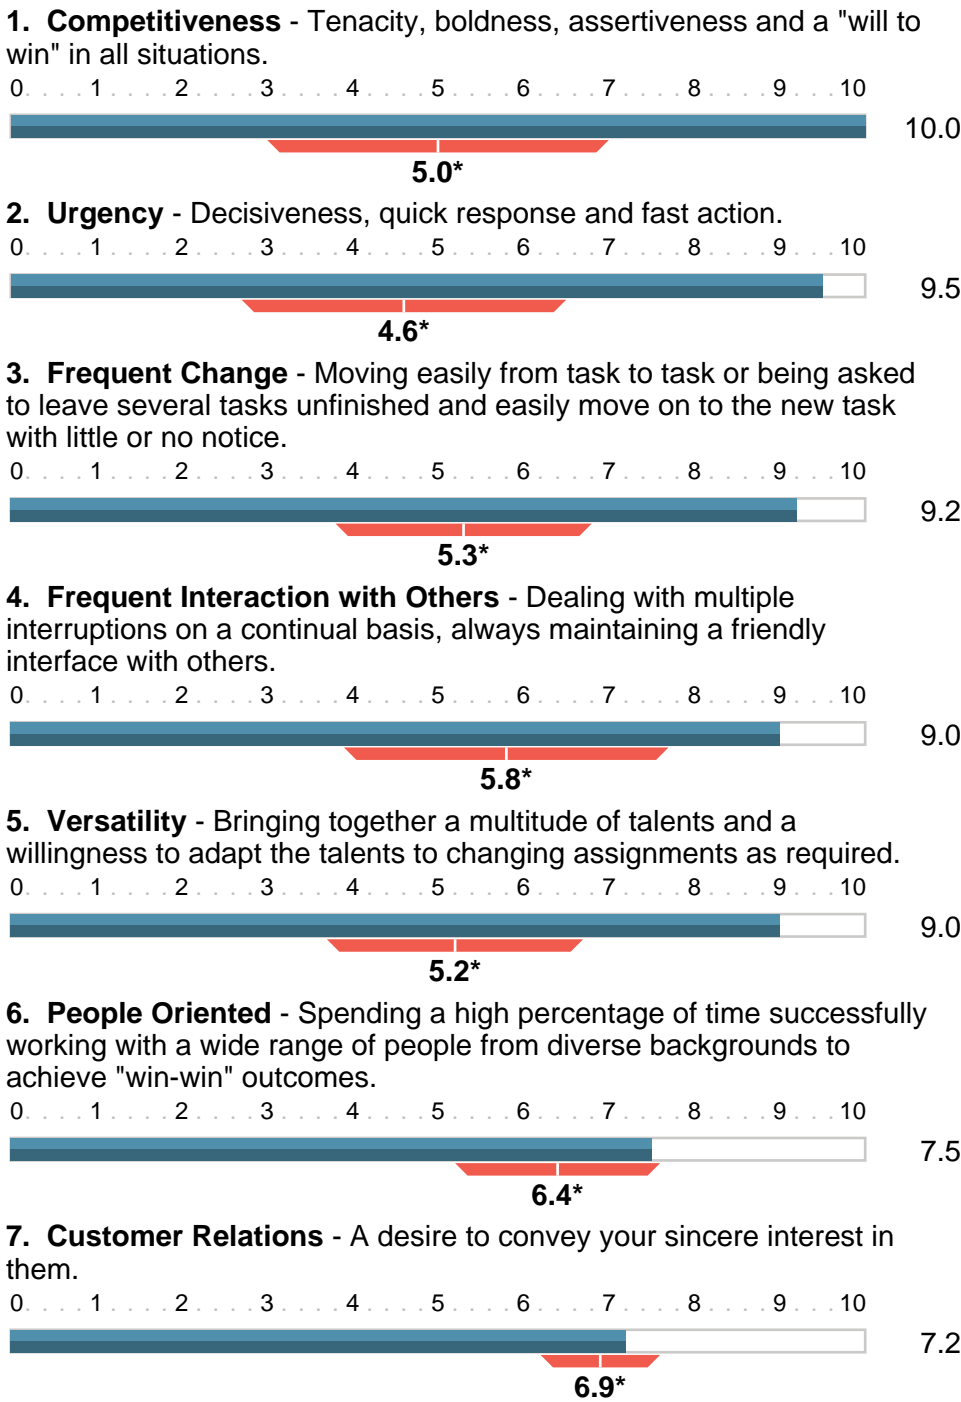 1. Competitiveness - Tenacity, boldness, assertiveness and a "will to
win" in all situations.
0. . . . 1 . . . . 2 . . . . 3 . . . . 4 . . . . 5 . . . . 6 . . . . 7 . . . . 8 . . . . 9 . . . 10
10.0
5.0*
2. Urgency - Decisiveness, quick response and fast action.
0. . . . 1 . . . . 2 . . . . 3 . . . . 4 . . . . 5 . . . . 6 . . . . 7 . . . . 8 . . . . 9 . . . 10
9.5
4.6*
3. Frequent Change - Moving easily from task to task or being asked
to leave several tasks unfinished and easily move on to the new task
with little or no notice.
0. . . . 1 . . . . 2 . . . . 3 . . . . 4 . . . . 5 . . . . 6 . . . . 7 . . . . 8 . . . . 9 . . . 10
9.2
5.3*
4. Frequent Interaction with Others - Dealing with multiple
interruptions on a continual basis, always maintaining a friendly
interface with others.
0. . . . 1 . . . . 2 . . . . 3 . . . . 4 . . . . 5 . . . . 6 . . . . 7 . . . . 8 . . . . 9 . . . 10
9.0
5.8*
5. Versatility - Bringing together a multitude of talents and a
willingness to adapt the talents to changing assignments as required.
0. . . . 1 . . . . 2 . . . . 3 . . . . 4 . . . . 5 . . . . 6 . . . . 7 . . . . 8 . . . . 9 . . . 10
9.0
5.2*
6. People Oriented - Spending a high percentage of time successfully
working with a wide range of people from diverse backgrounds to
achieve "win-win" outcomes.
0. . . . 1 . . . . 2 . . . . 3 . . . . 4 . . . . 5 . . . . 6 . . . . 7 . . . . 8 . . . . 9 . . . 10
7.5
6.4*
7. Customer Relations - A desire to convey your sincere interest in
them.
0. . . . 1 . . . . 2 . . . . 3 . . . . 4 . . . . 5 . . . . 6 . . . . 7 . . . . 8 . . . . 9 . . . 10
7.2
6.9*